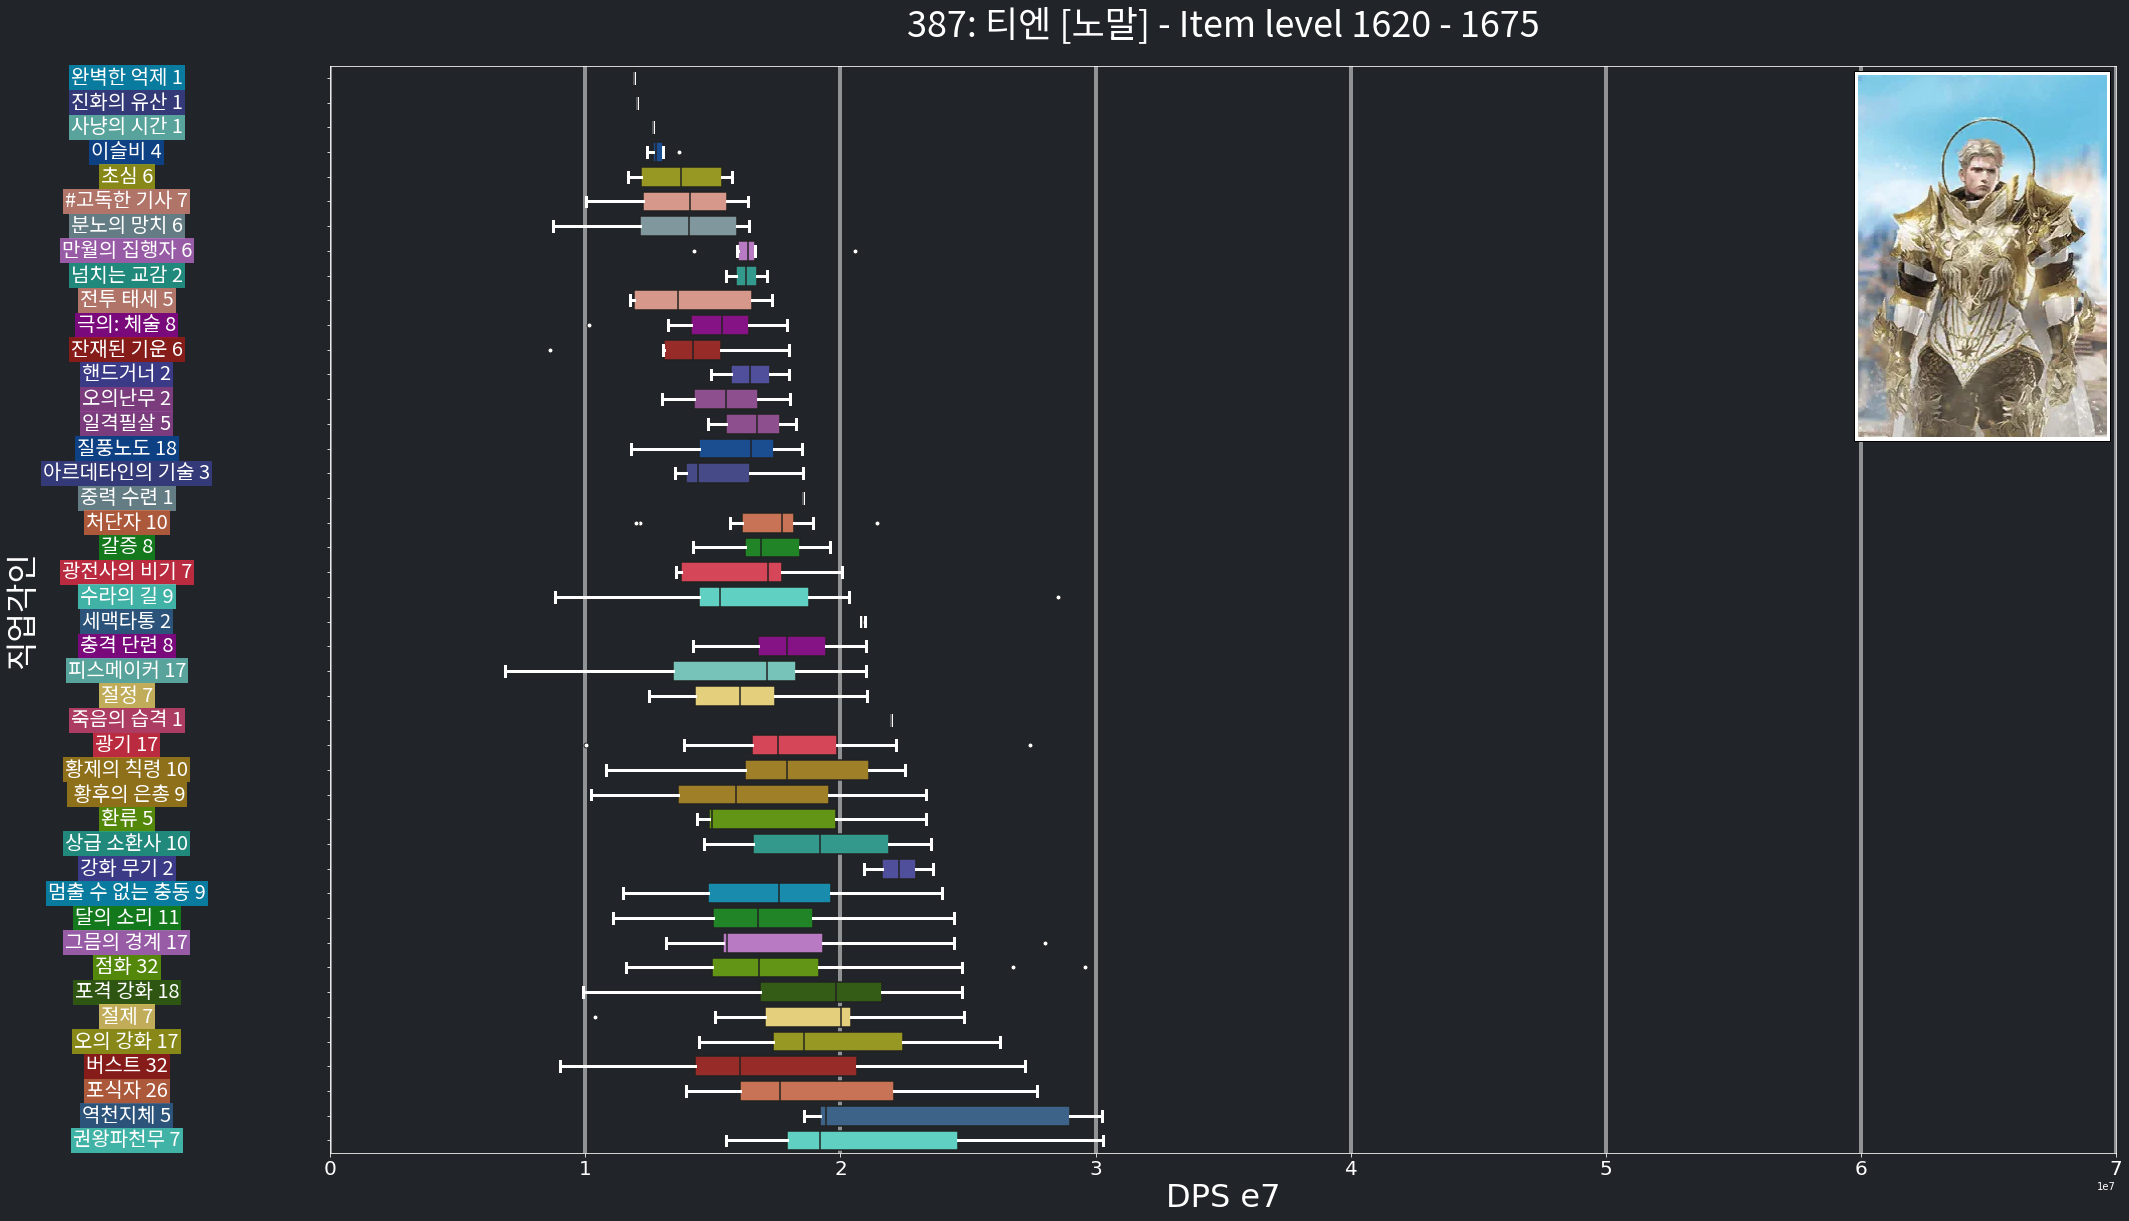 387: 티엔 [노말] - Item level 1620 - 1675
완벽한 억제 1
진화의 유산 1
사냥의 시간 1
이슬비 4
초심 6
#고독한 기사 7
분노의 망치 6
만월의 집행자 6
넘치는 교감 2
전투 태세 5
극의: 체술 8
잔재된 기운 6
핸드거너 2
오의난무 2
일격필살 5
질풍노도 18
아르데타인의 기술 3
중력 수련 1
처단자 10
갈증 8
광전사의 비기 7
수라의 길 9
세맥타통 2
충격 단련 8
피스메이커 17
절정 7
죽음의 습격 1
광기 17
황제의 칙령 10
황후의 은총 9
환류 5
상급 소환사 10
강화 무기 2
멈출 수 없는 충동 9
달의 소리 11
그믐의 경계 17
점화 32
포격 강화 18
절제 7
오의 강화 17
버스트 32
포식자 26
역천지체 5
권왕파천무 7
직업각인
0 1 2 3 4 5 6 7
1e7
DPS e7